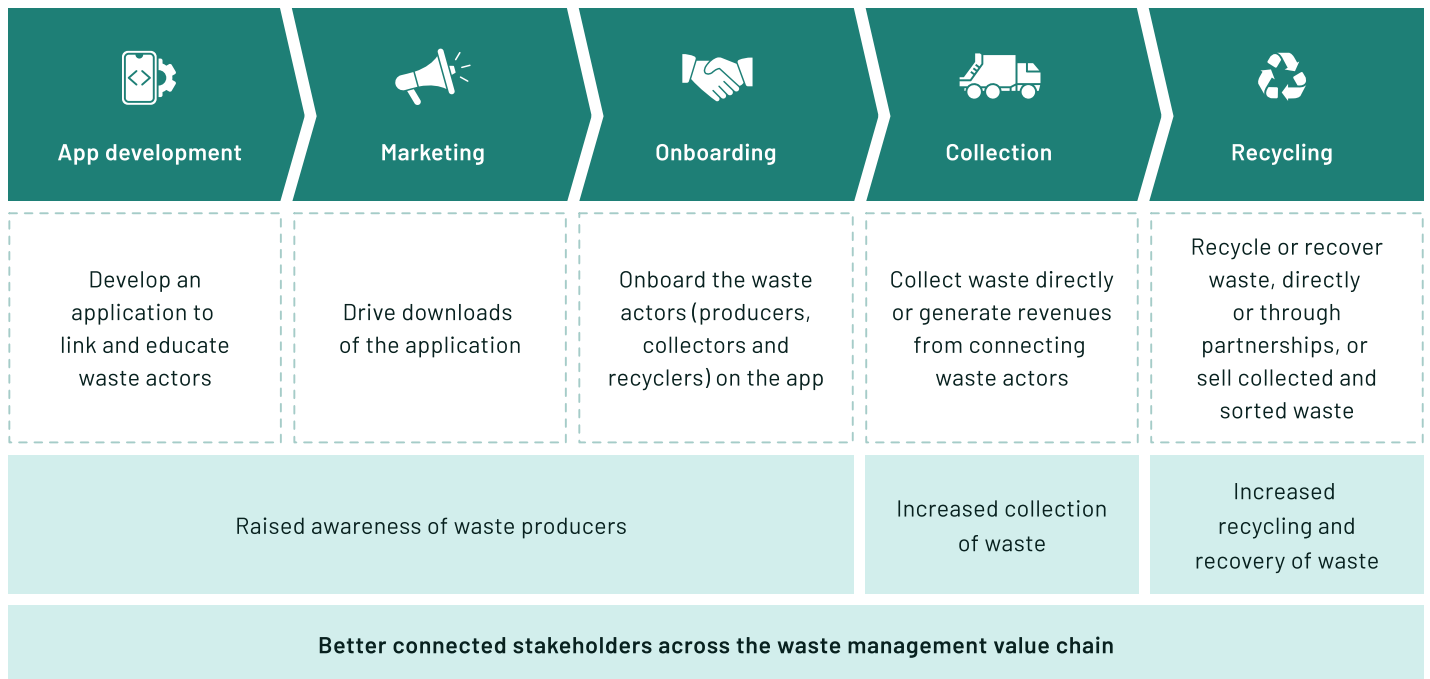 App development
Marketing
Onboarding
Collection
Recycling
Develop an
application to
link and educate
waste actors
Drive downloads
of the application
Onboard the waste
actors (producers,
collectors and
recyclers) on the app
Collect waste directly
or generate revenues
from connecting
waste actors
Recycle or recover
waste, directly
or through
partnerships, or
sell collected and
sorted waste
Raised awareness of waste producers
Increased collection
of waste
Increased
recycling and
recovery of waste
Better connected stakeholders across the waste management value chain